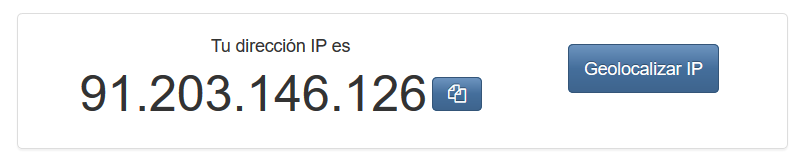 Tu dirección IP es
91.203.146.126
Geolocalizar IP